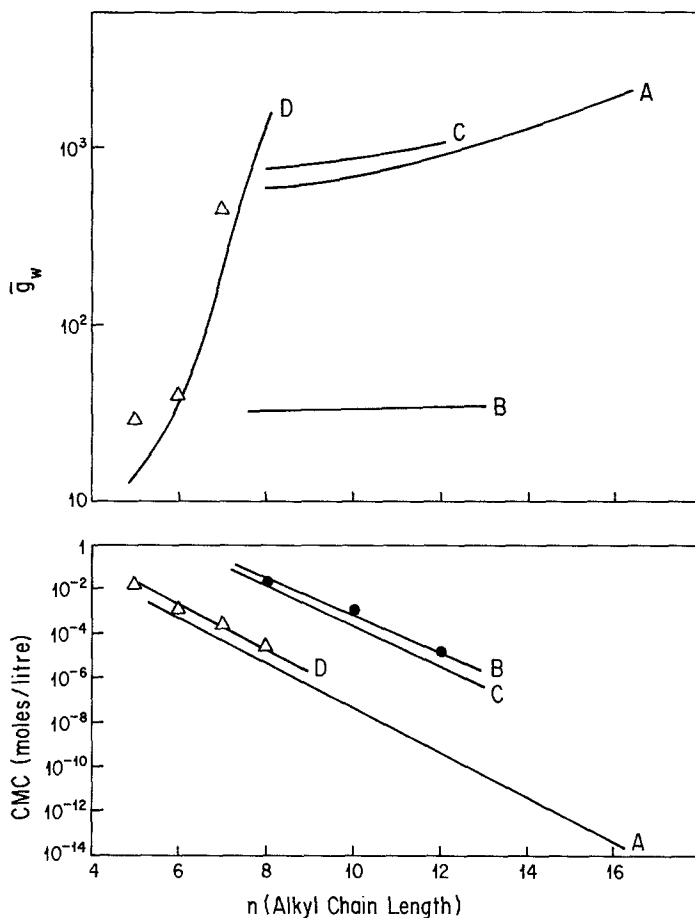 D
A
C
10³
g̅w
10²
B
10
1
10⁻²
10⁻⁴
10⁻⁶
10⁻⁸
10⁻¹⁰
10⁻¹²
10⁻¹⁴
CMC (moles/litre)
B
C
D
A
4 6 8 10 12 14 16
n (Alkyl Chain Length)